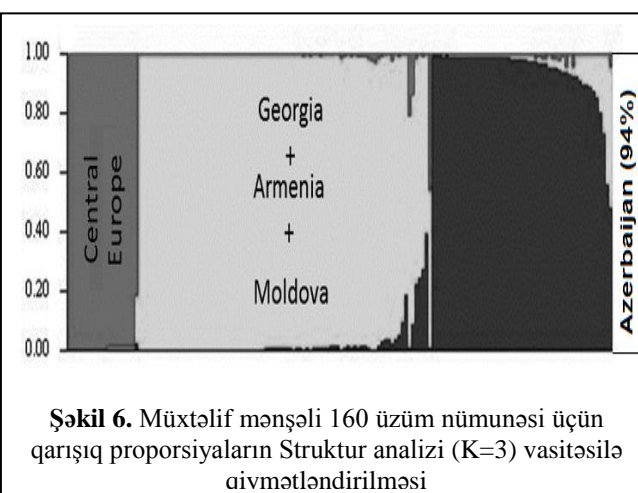 1.00
0.80
0.60
0.40
0.20
0.00
Central
Europe
Georgia
+
Armenia
+
Moldova
Azerbaijan (94%)
Şəkil 6. Müxtəlif mənşəli 160 üzüm nümunəsi üçün
qarışıq proporsiyaların Struktur analizi (K=3) vasitəsilə
qiymətləndirilməsi